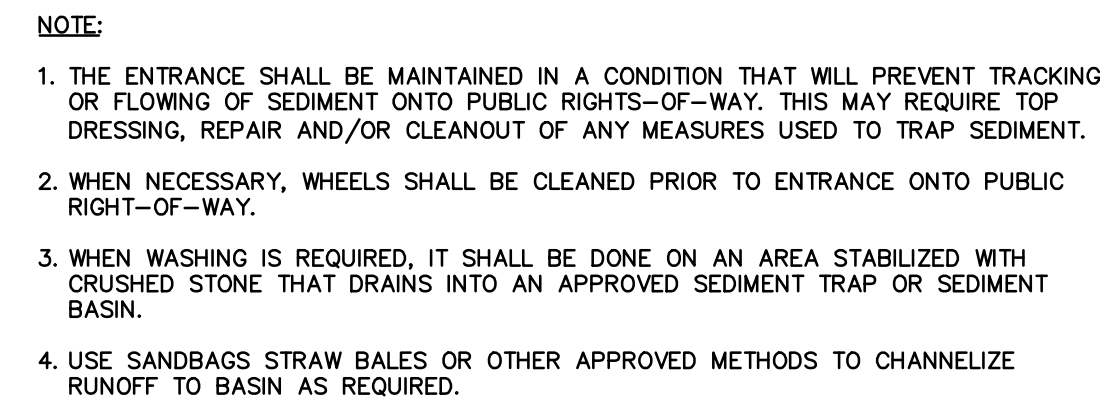 NOTE:
1. THE ENTRANCE SHALL BE MAINTAINED IN A CONDITION THAT WILL PREVENT TRACKING
OR FLOWING OF SEDIMENT ONTO PUBLIC RIGHTS–OF–WAY. THIS MAY REQUIRE TOP
DRESSING, REPAIR AND/OR CLEANOUT OF ANY MEASURES USED TO TRAP SEDIMENT.
2. WHEN NECESSARY, WHEELS SHALL BE CLEANED PRIOR TO ENTRANCE ONTO PUBLIC
RIGHT–OF–WAY.
3. WHEN WASHING IS REQUIRED, IT SHALL BE DONE ON AN AREA STABILIZED WITH
CRUSHED STONE THAT DRAINS INTO AN APPROVED SEDIMENT TRAP OR SEDIMENT
BASIN.
4. USE SANDBAGS STRAW BALES OR OTHER APPROVED METHODS TO CHANNELIZE
RUNOFF TO BASIN AS REQUIRED.